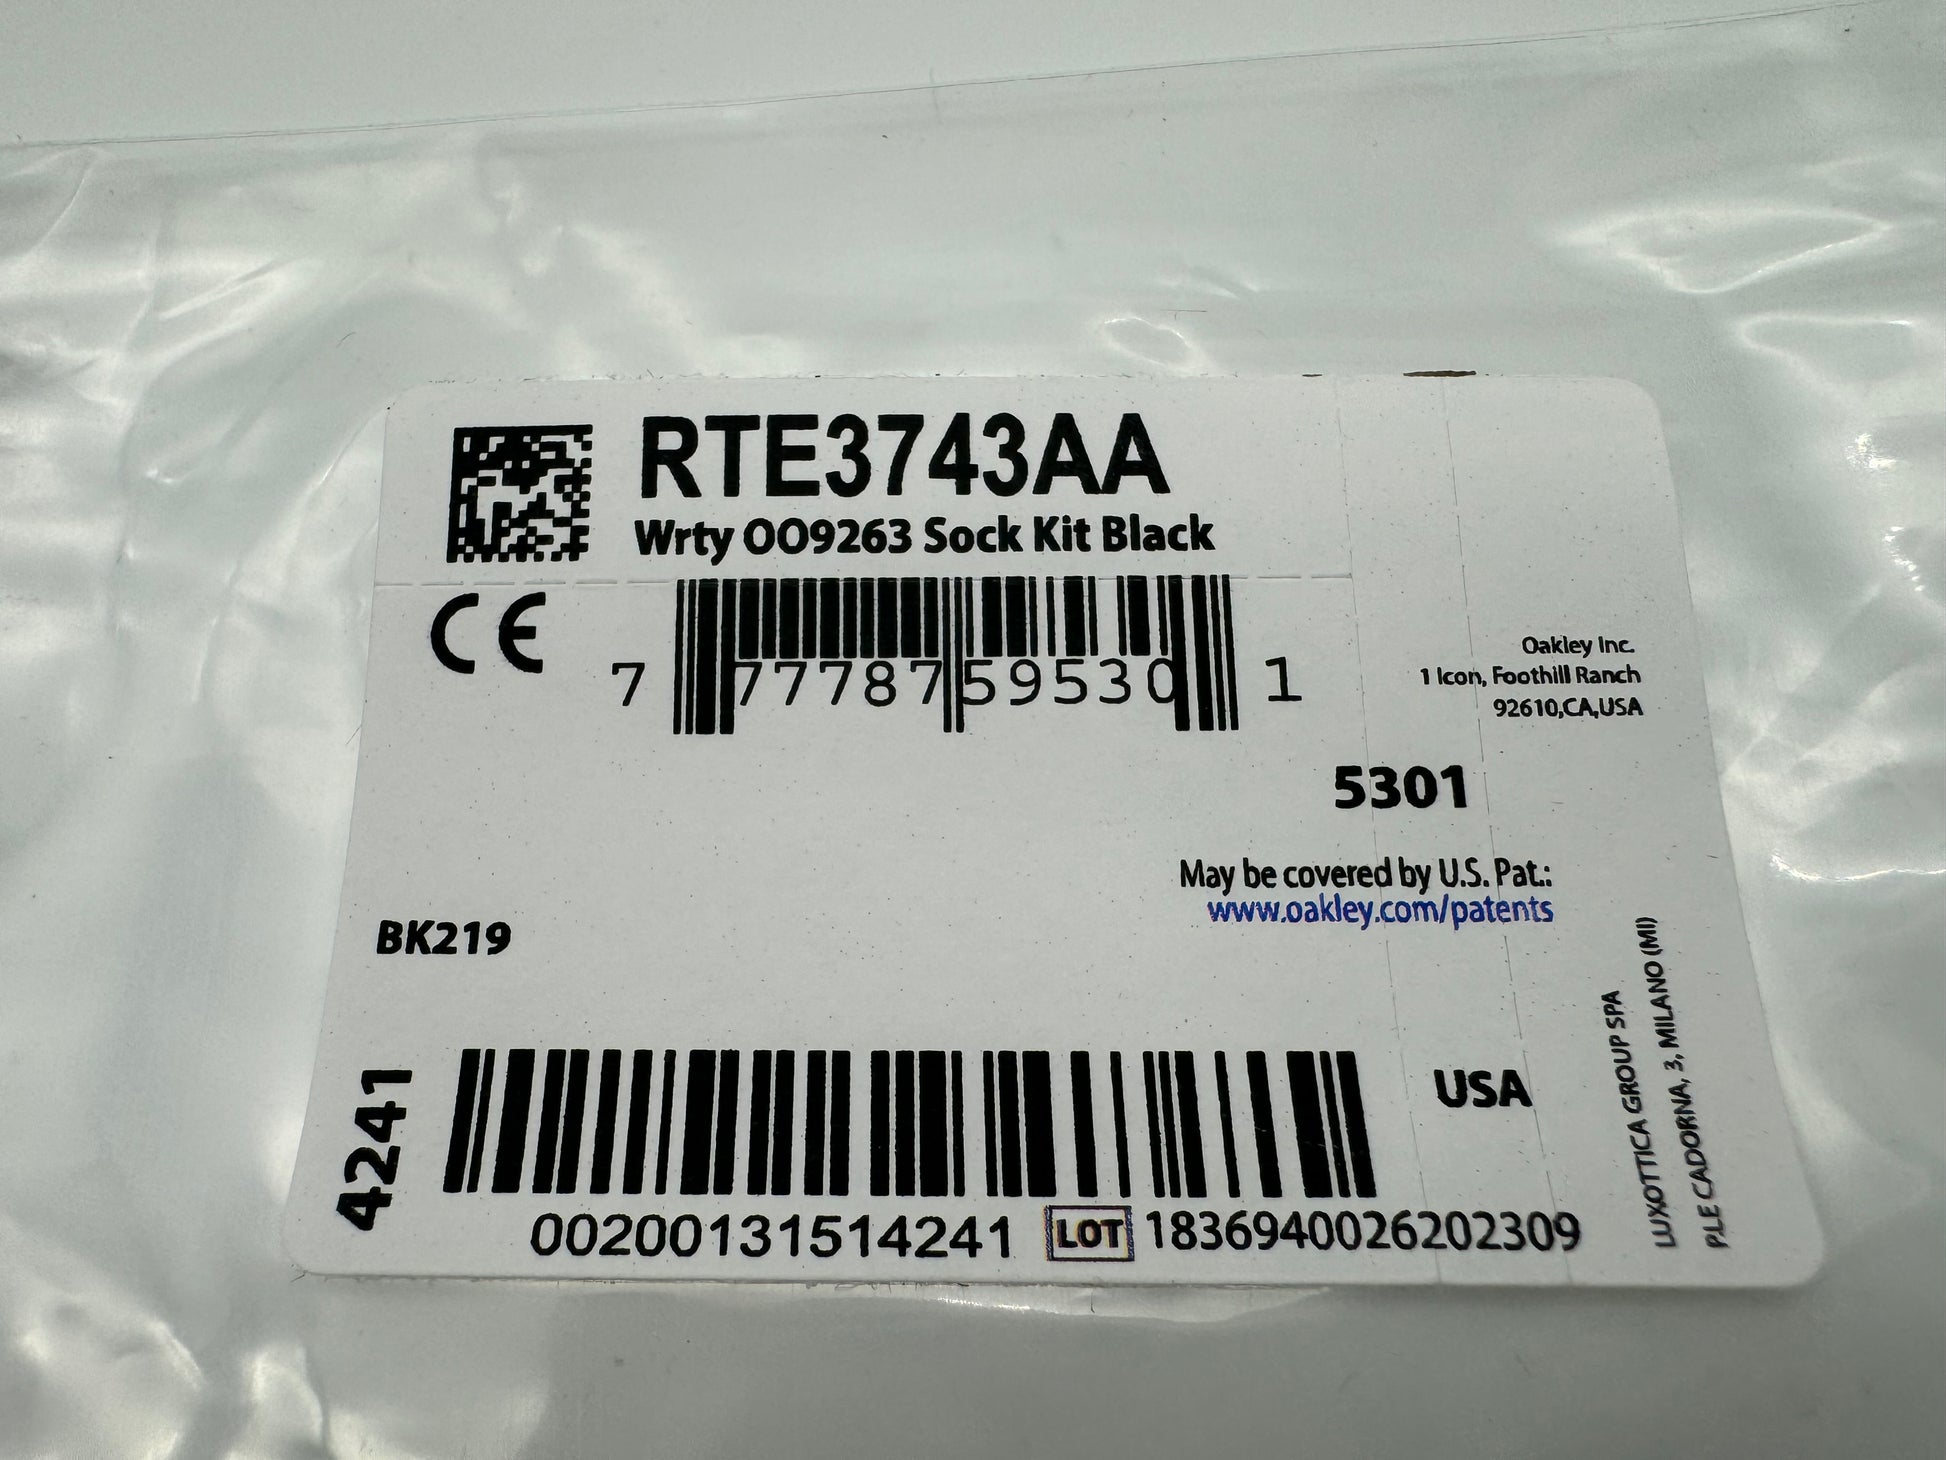 RTE3743AA
Wrty OO9263 Sock Kit Black
CE
7 77787 59530 1
Oakley Inc.
1 Icon, Foothill Ranch
92610,CA,USA
5301
May be covered by U.S. Pat.:
www.oakley.com/patents
BK219
4241
USA
00200131514241
LOT 1836940026202309
LUXOTTICA GROUP SPA
P.LE CADORNA, 3, MILANO (MI)